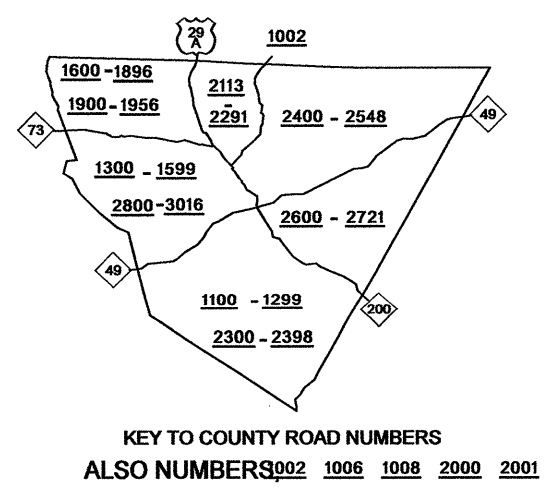 29
A
1002
1600 - 1896
1900 - 1956
2113
-
2291
2400 - 2548
49
73
1300 - 1599
2800 - 3016
2600 - 2721
49
200
1100 - 1299
2300 - 2398
KEY TO COUNTY ROAD NUMBERS
ALSO NUMBERS, 1002 1006 1008 2000 2001